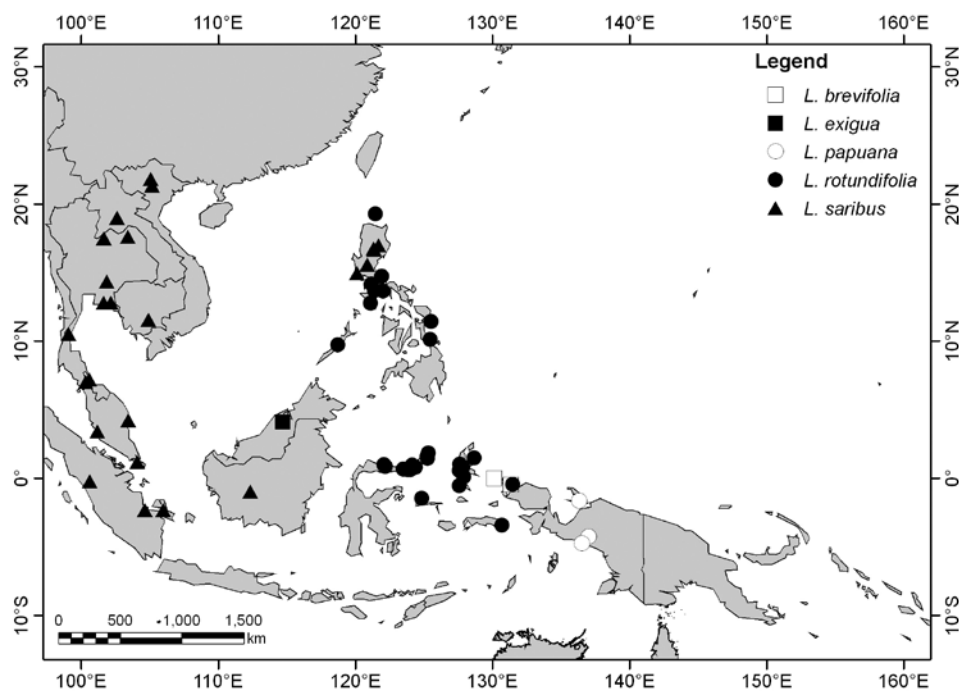 100°E 110°E 120°E 130°E 140°E 150°E 160°E
30°N 30°N
Legend
L. brevifolia
L. exigua
L. papuana
L. rotundifolia
L. saribus
20°N 20°N
10°N 10°N
0° 0°
10°S 10°S
0 500 1,000 1,500
km
100°E 110°E 120°E 130°E 140°E 150°E 160°E